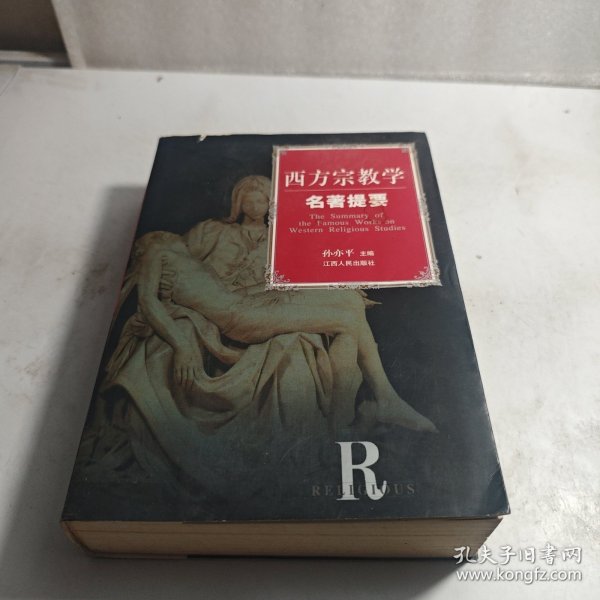 西方宗教学
名著提要
The Summary of
the Famous Works on
Western Religious Studies
孙亦平 主编
江西人民出版社
R
RELIGIOUS
孔夫子旧书网
www.kongfz.com